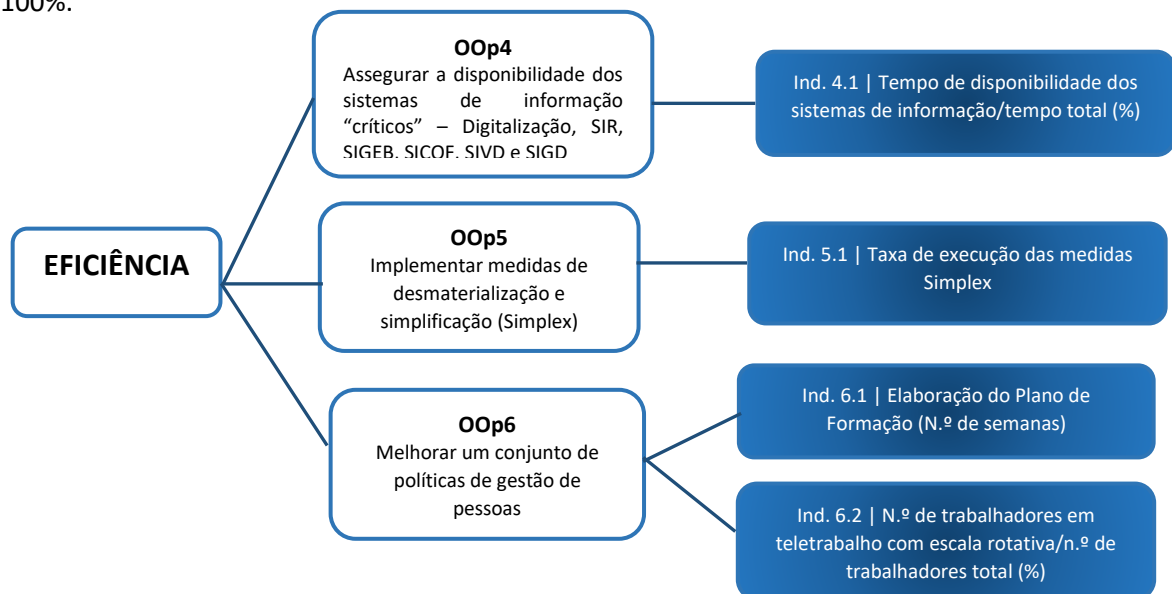 100%.
OOp4
Assegurar a disponibilidade dos
sistemas de informação
“críticos” – Digitalização, SIR,
SIGEB, SICOF, SIVD e SIGD
Ind. 4.1 | Tempo de disponibilidade dos
sistemas de informação/tempo total (%)
EFICIÊNCIA
OOp5
Implementar medidas de
desmaterialização e
simplificação (Simplex)
Ind. 5.1 | Taxa de execução das medidas
Simplex
OOp6
Melhorar um conjunto de
políticas de gestão de
pessoas
Ind. 6.1 | Elaboração do Plano de
Formação (N.º de semanas)
Ind. 6.2 | N.º de trabalhadores em
teletrabalho com escala rotativa/n.º de
trabalhadores total (%)